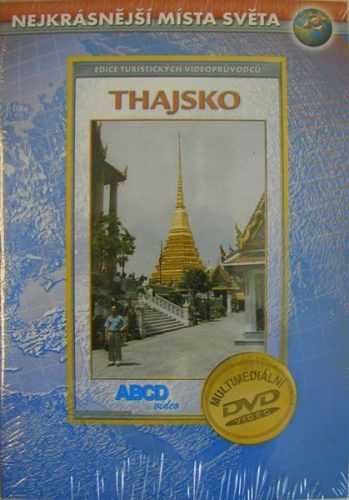 NEJKRÁSNĚJŠÍ MÍSTA SVĚTA
EDICE TURISTICKÝCH VIDEOPRŮVODCŮ
THAJSKO
ABCD
video
MULTIMEDIÁLNÍ
DVD
VIDEO